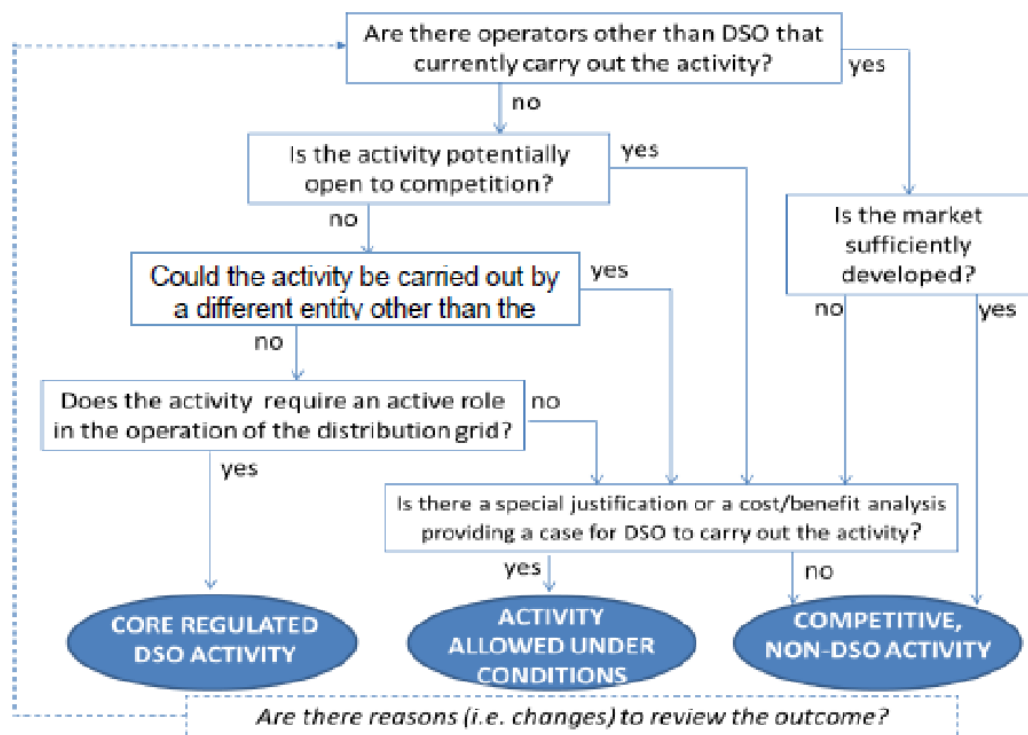 Are there operators other than DSO that
currently carry out the activity?
yes
no
Is the activity potentially
open to competition?
yes
no
Is the market
sufficiently
developed?
Could the activity be carried out by
a different entity other than the
yes
no
yes
no
Does the activity require an active role
in the operation of the distribution grid?
no
yes
Is there a special justification or a cost/benefit analysis
providing a case for DSO to carry out the activity?
yes
no
CORE REGULATED
DSO ACTIVITY
ACTIVITY
ALLOWED UNDER
CONDITIONS
COMPETITIVE,
NON-DSO ACTIVITY
Are there reasons (i.e. changes) to review the outcome?